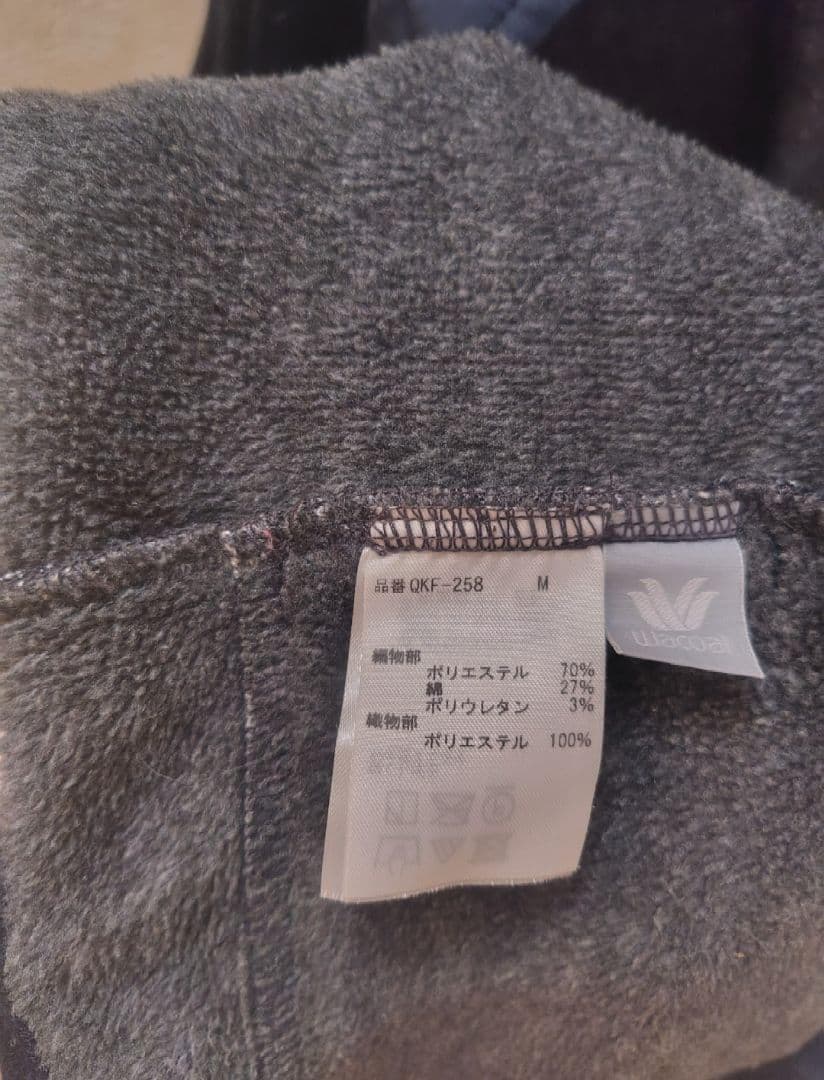 品番 QKF-258 M
編物部
ポリエステル 70%
綿 27%
ポリウレタン 3%
織物部
ポリエステル 100%
Wacoal